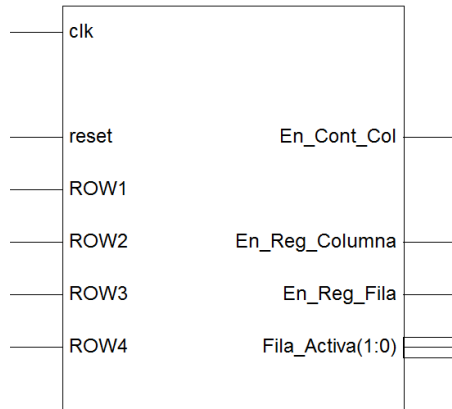 clk
reset En_Cont_Col
ROW1
ROW2 En_Reg_Columna
ROW3 En_Reg_Fila
ROW4 Fila_Activa(1:0)